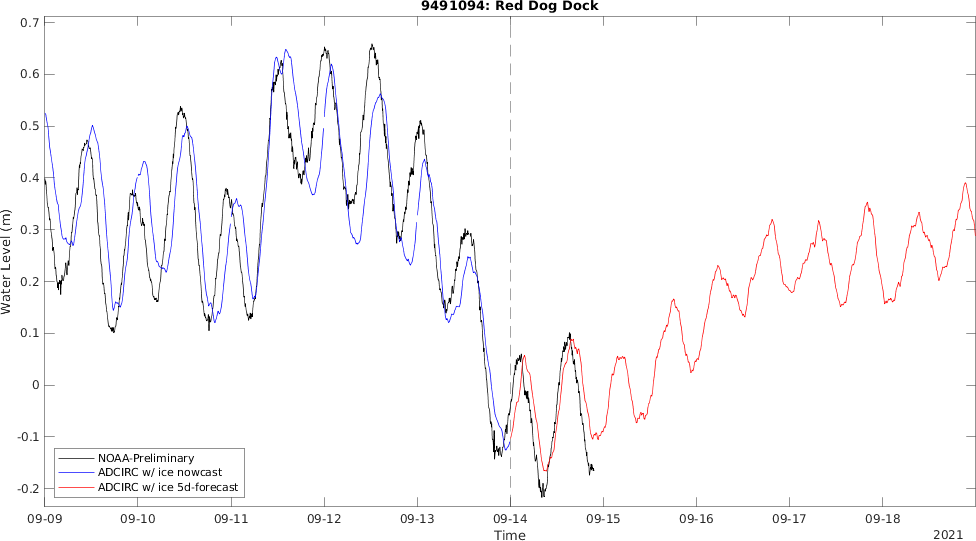 9491094: Red Dog Dock
0.7
0.6
0.5
0.4
0.3
0.2
0.1
0
-0.1
-0.2
Water Level (m)
NOAA-Preliminary
ADCIRC w/ ice nowcast
ADCIRC w/ ice 5d-forecast
09-09 09-10 09-11 09-12 09-13 09-14 09-15 09-16 09-17 09-18
Time
2021